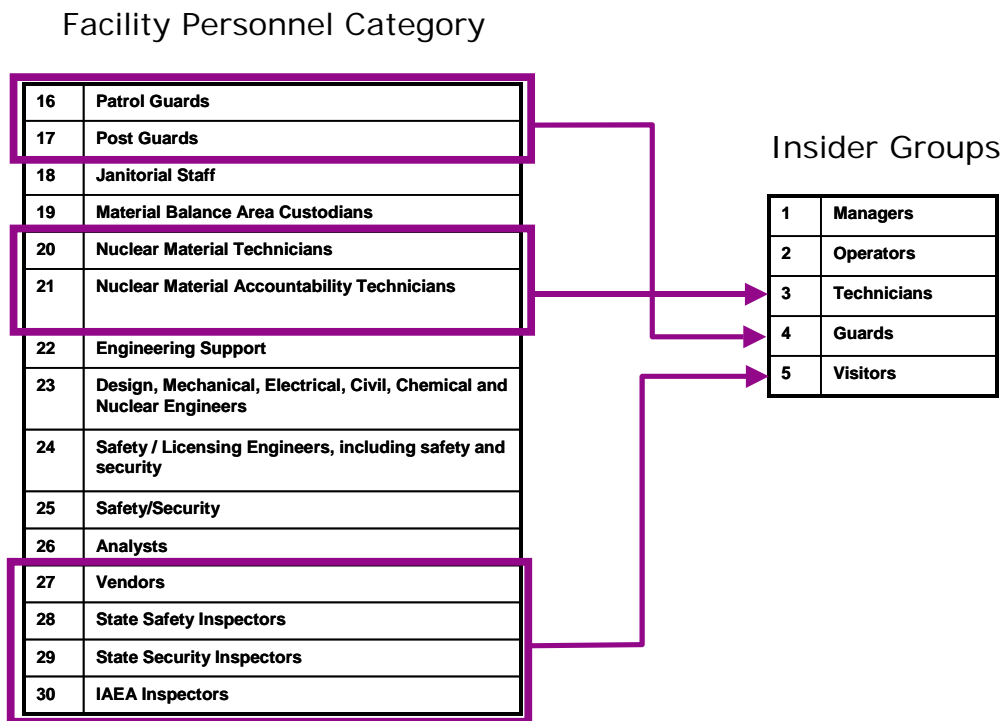 Facility Personnel Category
16 Patrol Guards
17 Post Guards
18 Janitorial Staff
19 Material Balance Area Custodians
20 Nuclear Material Technicians
21 Nuclear Material Accountability Technicians
22 Engineering Support
23 Design, Mechanical, Electrical, Civil, Chemical and
Nuclear Engineers
24 Safety / Licensing Engineers, including safety and
security
25 Safety/Security
26 Analysts
27 Vendors
28 State Safety Inspectors
29 State Security Inspectors
30 IAEA Inspectors
Insider Groups
1 Managers
2 Operators
3 Technicians
4 Guards
5 Visitors